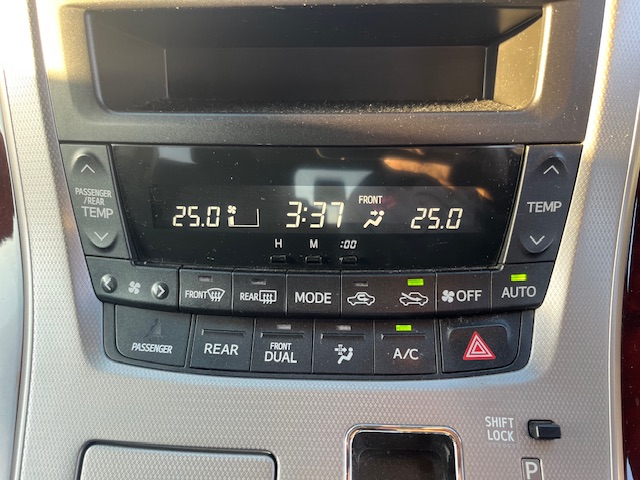 PASSENGER
/REAR
TEMP
25.0 3:37 FRONT 25.0
TEMP
H M :00
FRONT REAR MODE OFF AUTO
PASSENGER REAR FRONT DUAL A/C
SHIFT
LOCK
P